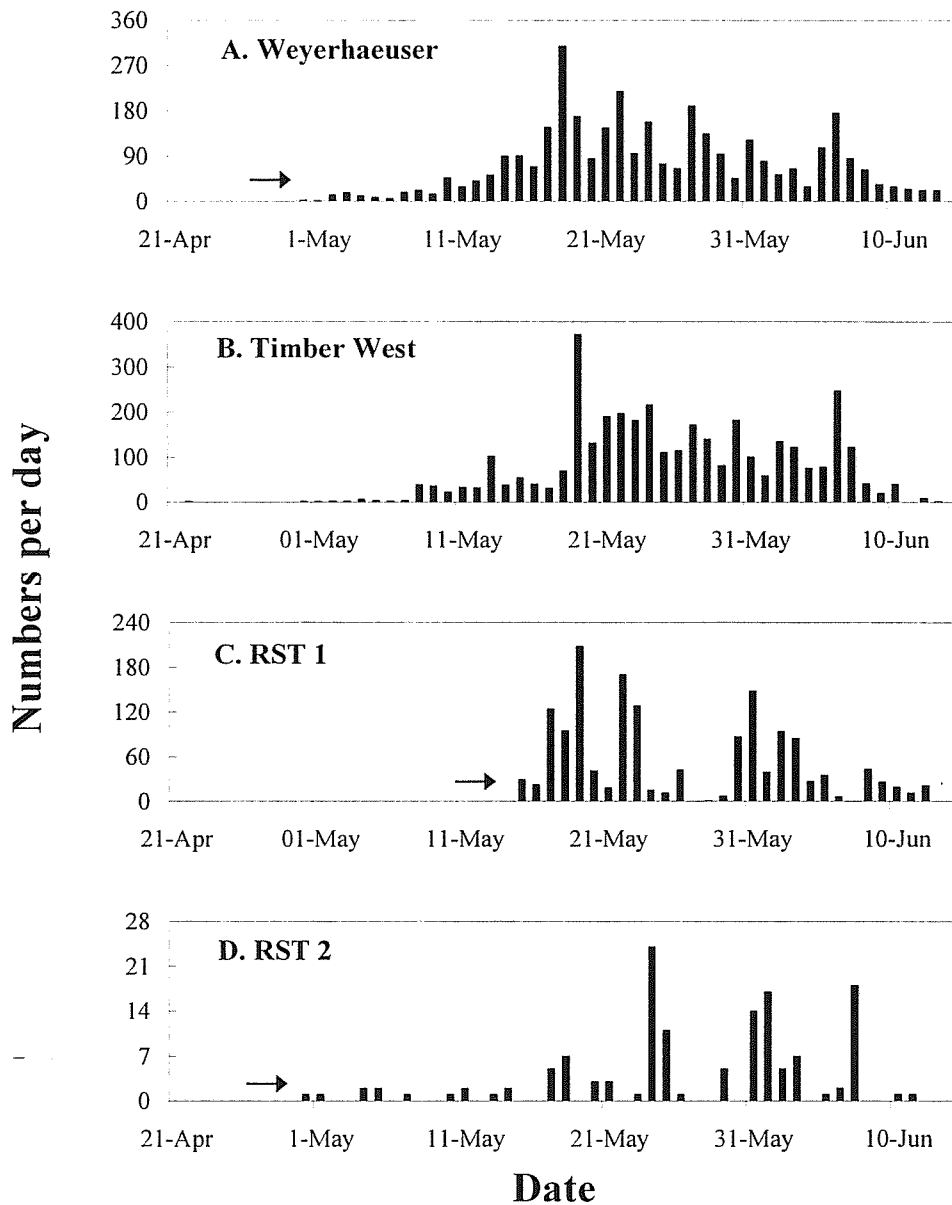 A. Weyerhaeuser
360
270
180
90
0
21-Apr 1-May 11-May 21-May 31-May 10-Jun
B. Timber West
400
300
200
100
0
21-Apr 01-May 11-May 21-May 31-May 10-Jun
C. RST 1
240
180
120
60
0
21-Apr 01-May 11-May 21-May 31-May 10-Jun
D. RST 2
28
21
14
7
0
21-Apr 1-May 11-May 21-May 31-May 10-Jun
Numbers per day
Date